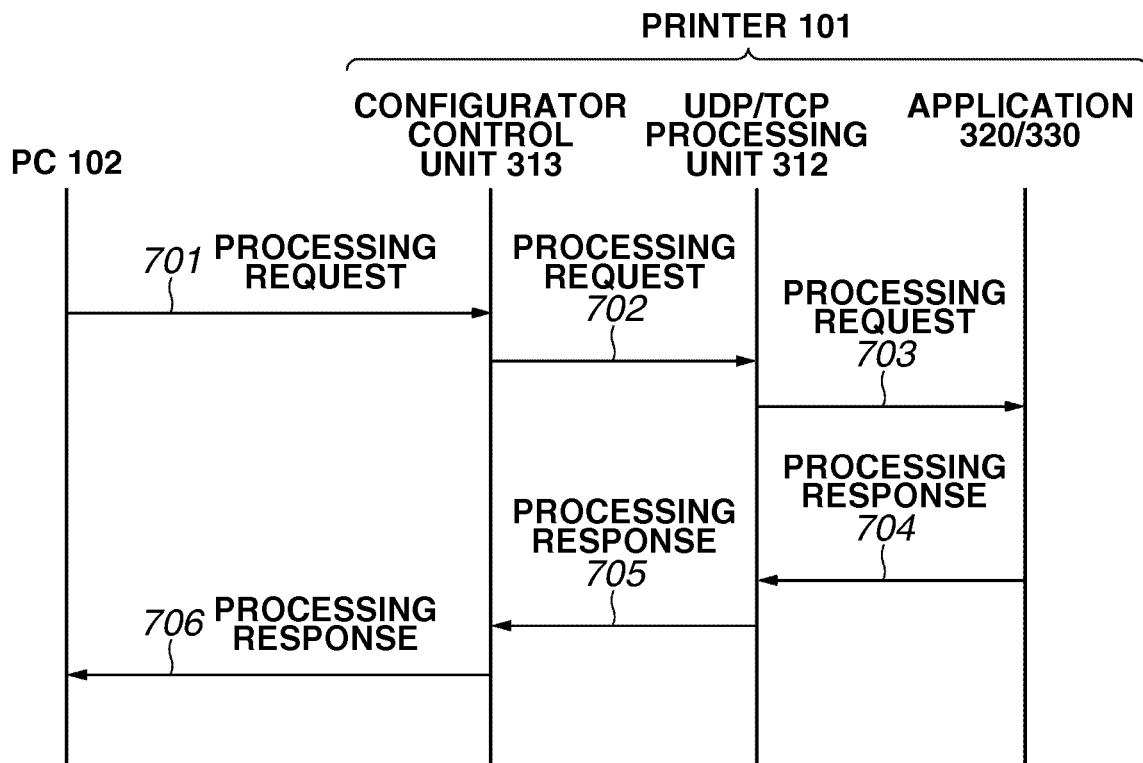 PRINTER 101
PC 102
CONFIGURATOR
CONTROL
UNIT 313
UDP/TCP
PROCESSING
UNIT 312
APPLICATION
320/330
701
PROCESSING
REQUEST
PROCESSING
REQUEST
702
PROCESSING
REQUEST
703
PROCESSING
RESPONSE
704
PROCESSING
RESPONSE
705
706
PROCESSING
RESPONSE